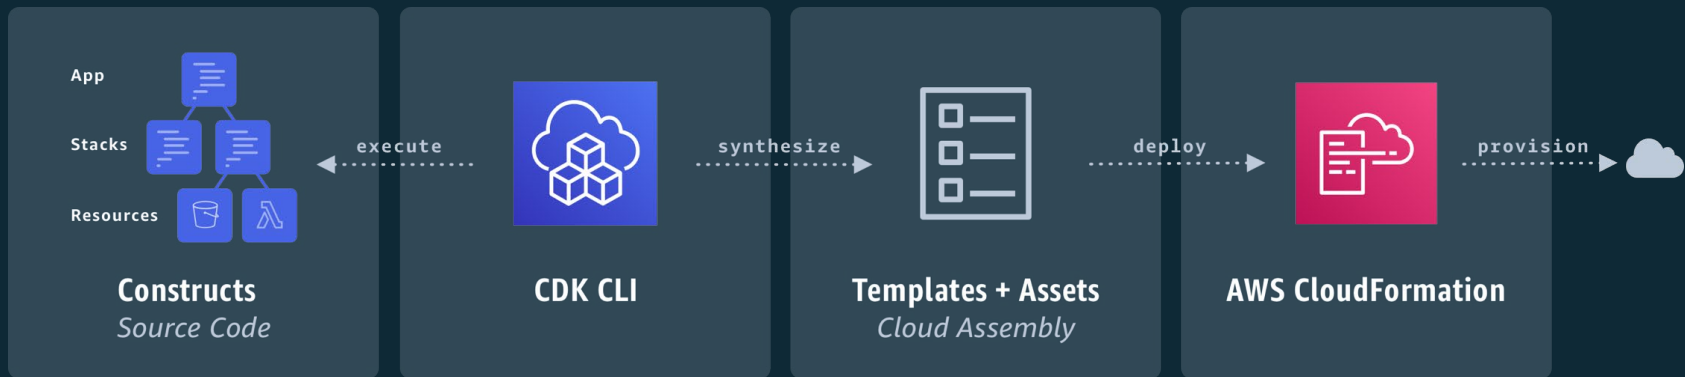 App
Stacks
Resources
Constructs
Source Code
execute
CDK CLI
synthesize
Templates + Assets
Cloud Assembly
deploy
AWS CloudFormation
provision